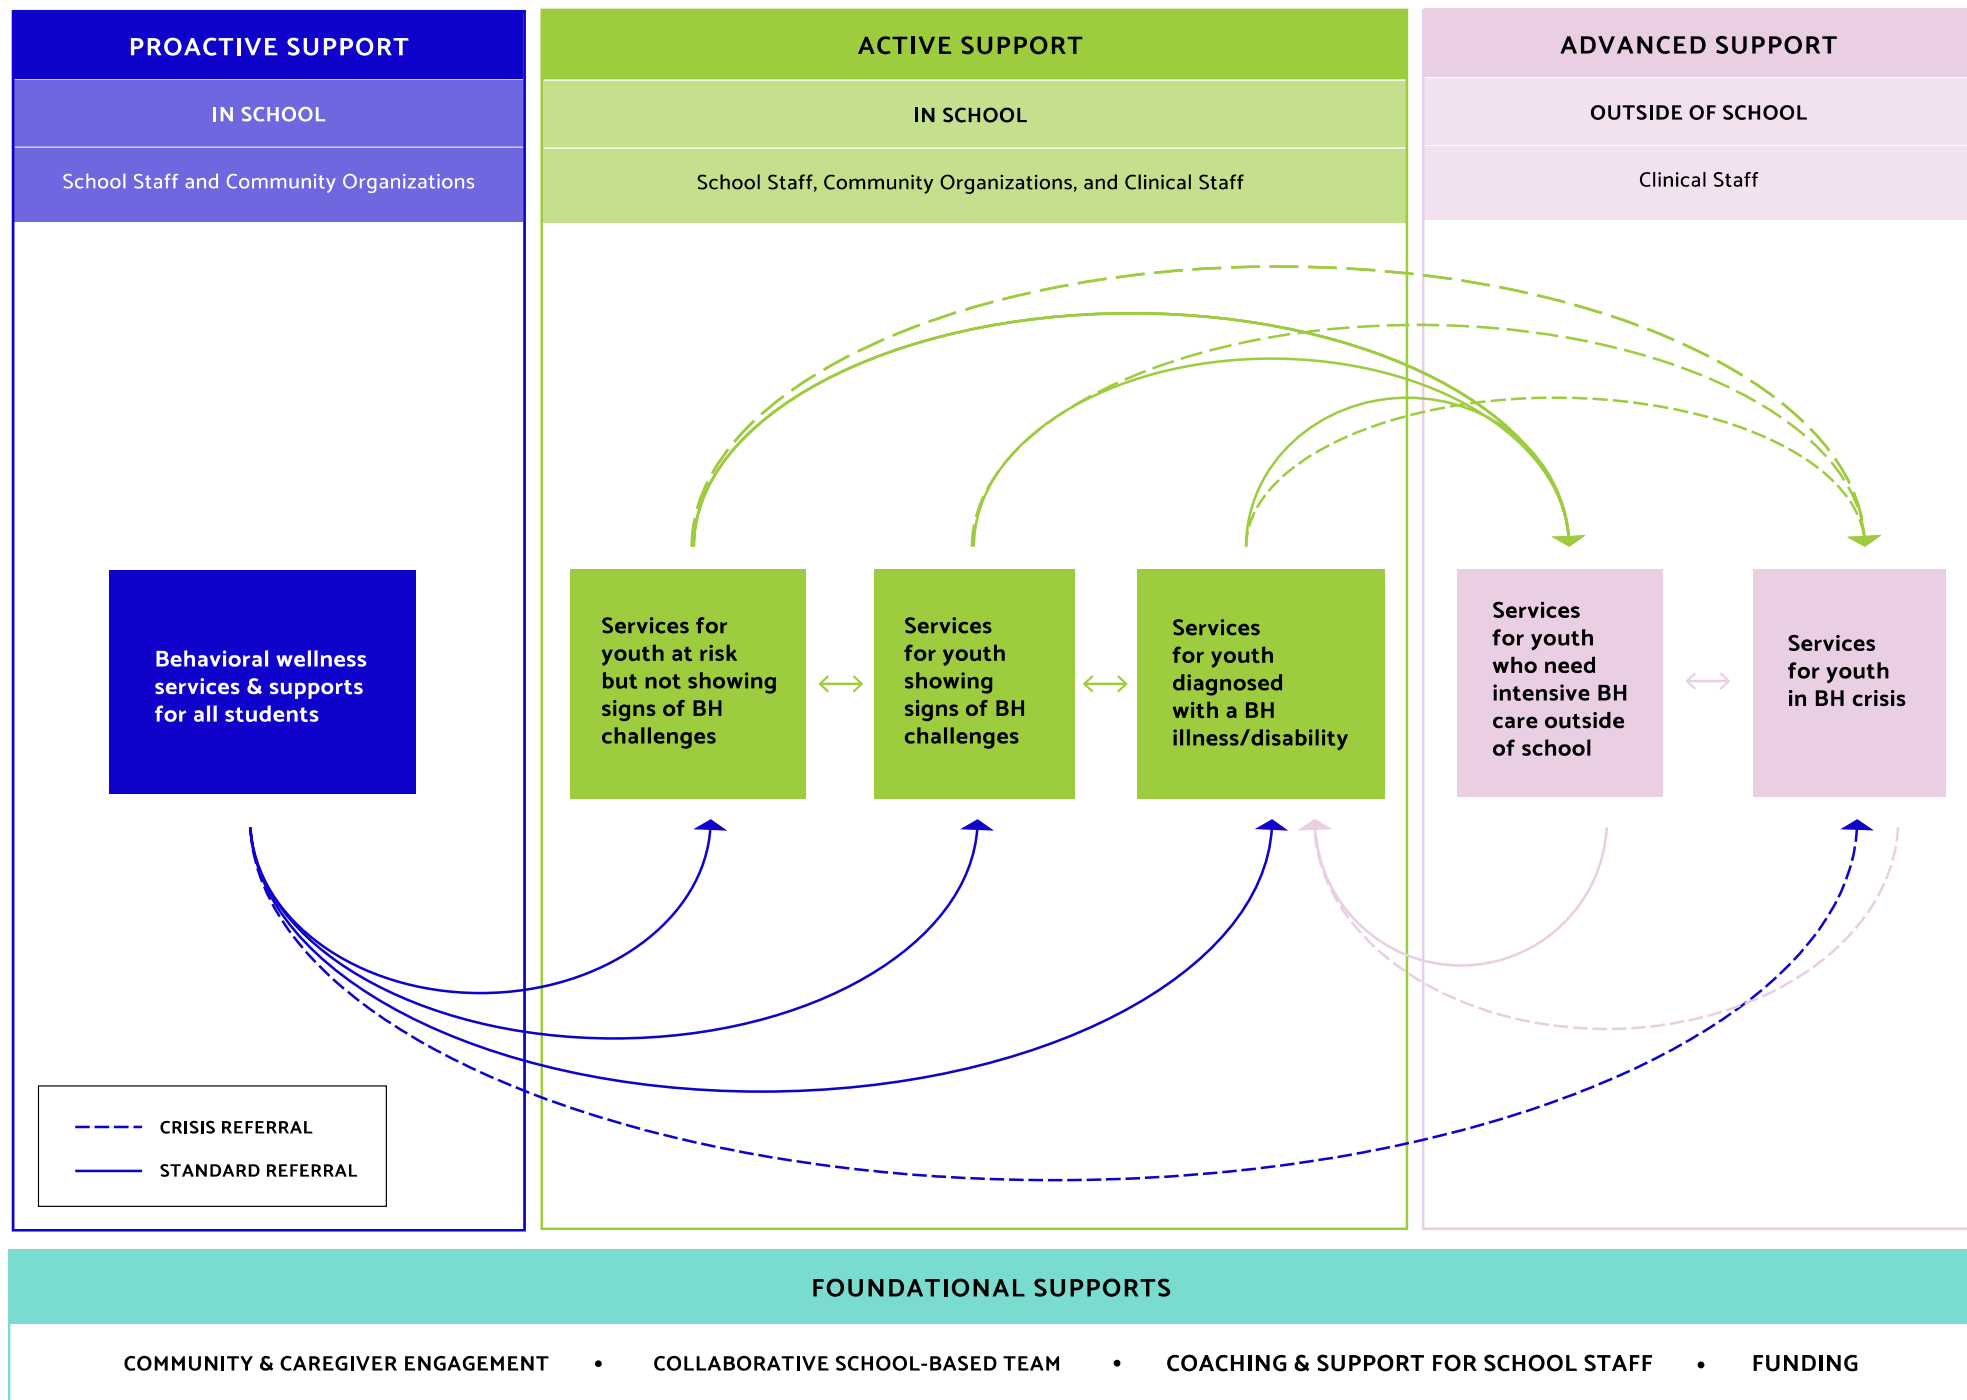 PROACTIVE SUPPORT
IN SCHOOL
School Staff and Community Organizations
ACTIVE SUPPORT
IN SCHOOL
School Staff, Community Organizations, and Clinical Staff
ADVANCED SUPPORT
OUTSIDE OF SCHOOL
Clinical Staff
Behavioral wellness
services & supports
for all students
Services for
youth at risk
but not showing
signs of BH
challenges
Services
for youth
showing
signs of BH
challenges
Services
for youth
diagnosed
with a BH
illness/disability
Services
for youth
who need
intensive BH
care outside
of school
Services
for youth
in BH crisis
CRISIS REFERRAL
STANDARD REFERRAL
FOUNDATIONAL SUPPORTS
COMMUNITY & CAREGIVER ENGAGEMENT • COLLABORATIVE SCHOOL-BASED TEAM • COACHING & SUPPORT FOR SCHOOL STAFF • FUNDING